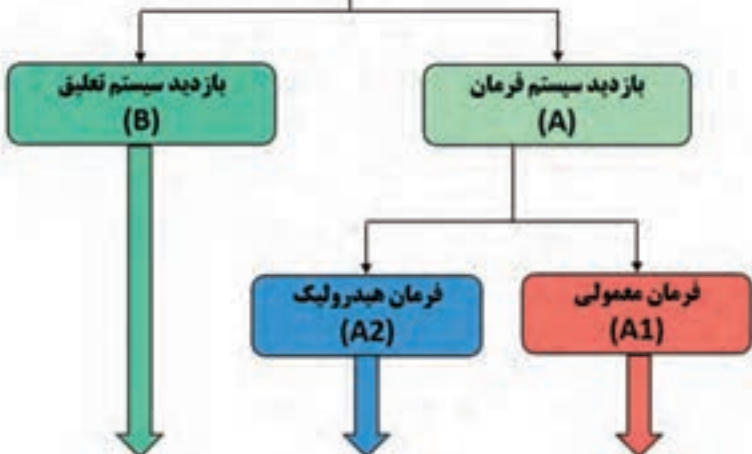 بازدید سیستم فرمان
(A)
بازدید سیستم تعلیق
(B)
فرمان معمولی
(A1)
فرمان هیدرولیک
(A2)